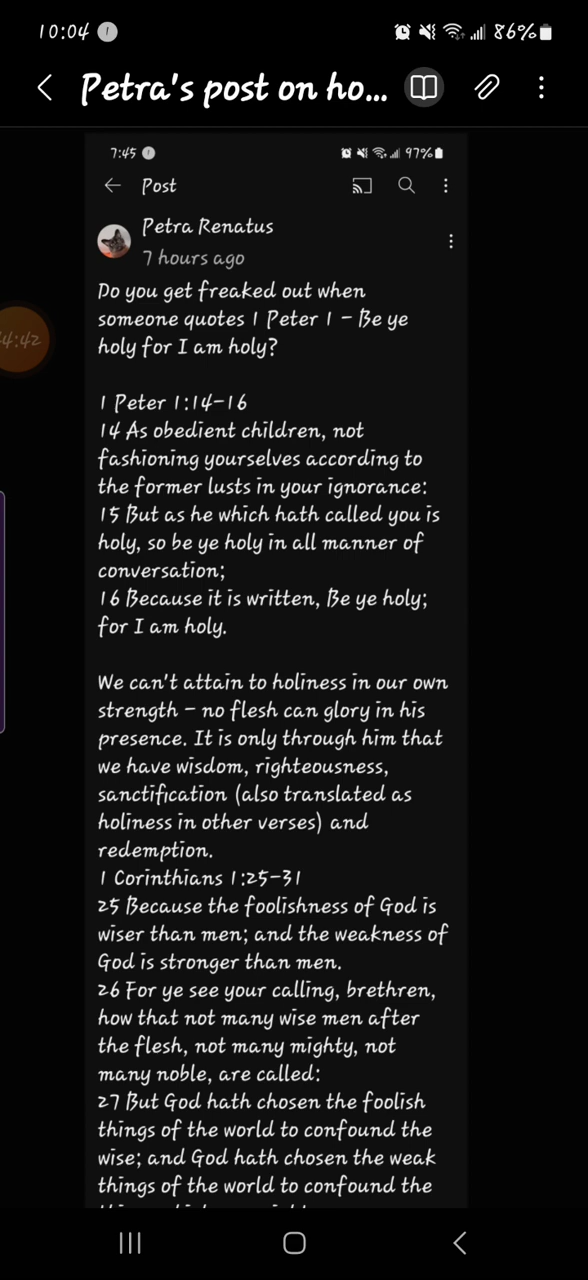 10:04
86%
Petra's post on ho...
7:45
97%
Post
Petra Renatus
7 hours ago
Do you get freaked out when
someone quotes 1 Peter 1 - Be ye
holy for I am holy?
1 Peter 1:14-16
14 As obedient children, not
fashioning yourselves according to
the former lusts in your ignorance:
15 But as he which hath called you is
holy, so be ye holy in all manner of
conversation;
16 Because it is written, Be ye holy;
for I am holy.
We can't attain to holiness in our own
strength - no flesh can glory in his
presence. It is only through him that
we have wisdom, righteousness,
sanctification (also translated as
holiness in other verses) and
redemption.
1 Corinthians 1:25-31
25 Because the foolishness of God is
wiser than men; and the weakness of
God is stronger than men.
26 For ye see your calling, brethren,
how that not many wise men after
the flesh, not many mighty, not
many noble, are called:
27 But God hath chosen the foolish
things of the world to confound the
wise; and God hath chosen the weak
things of the world to confound the